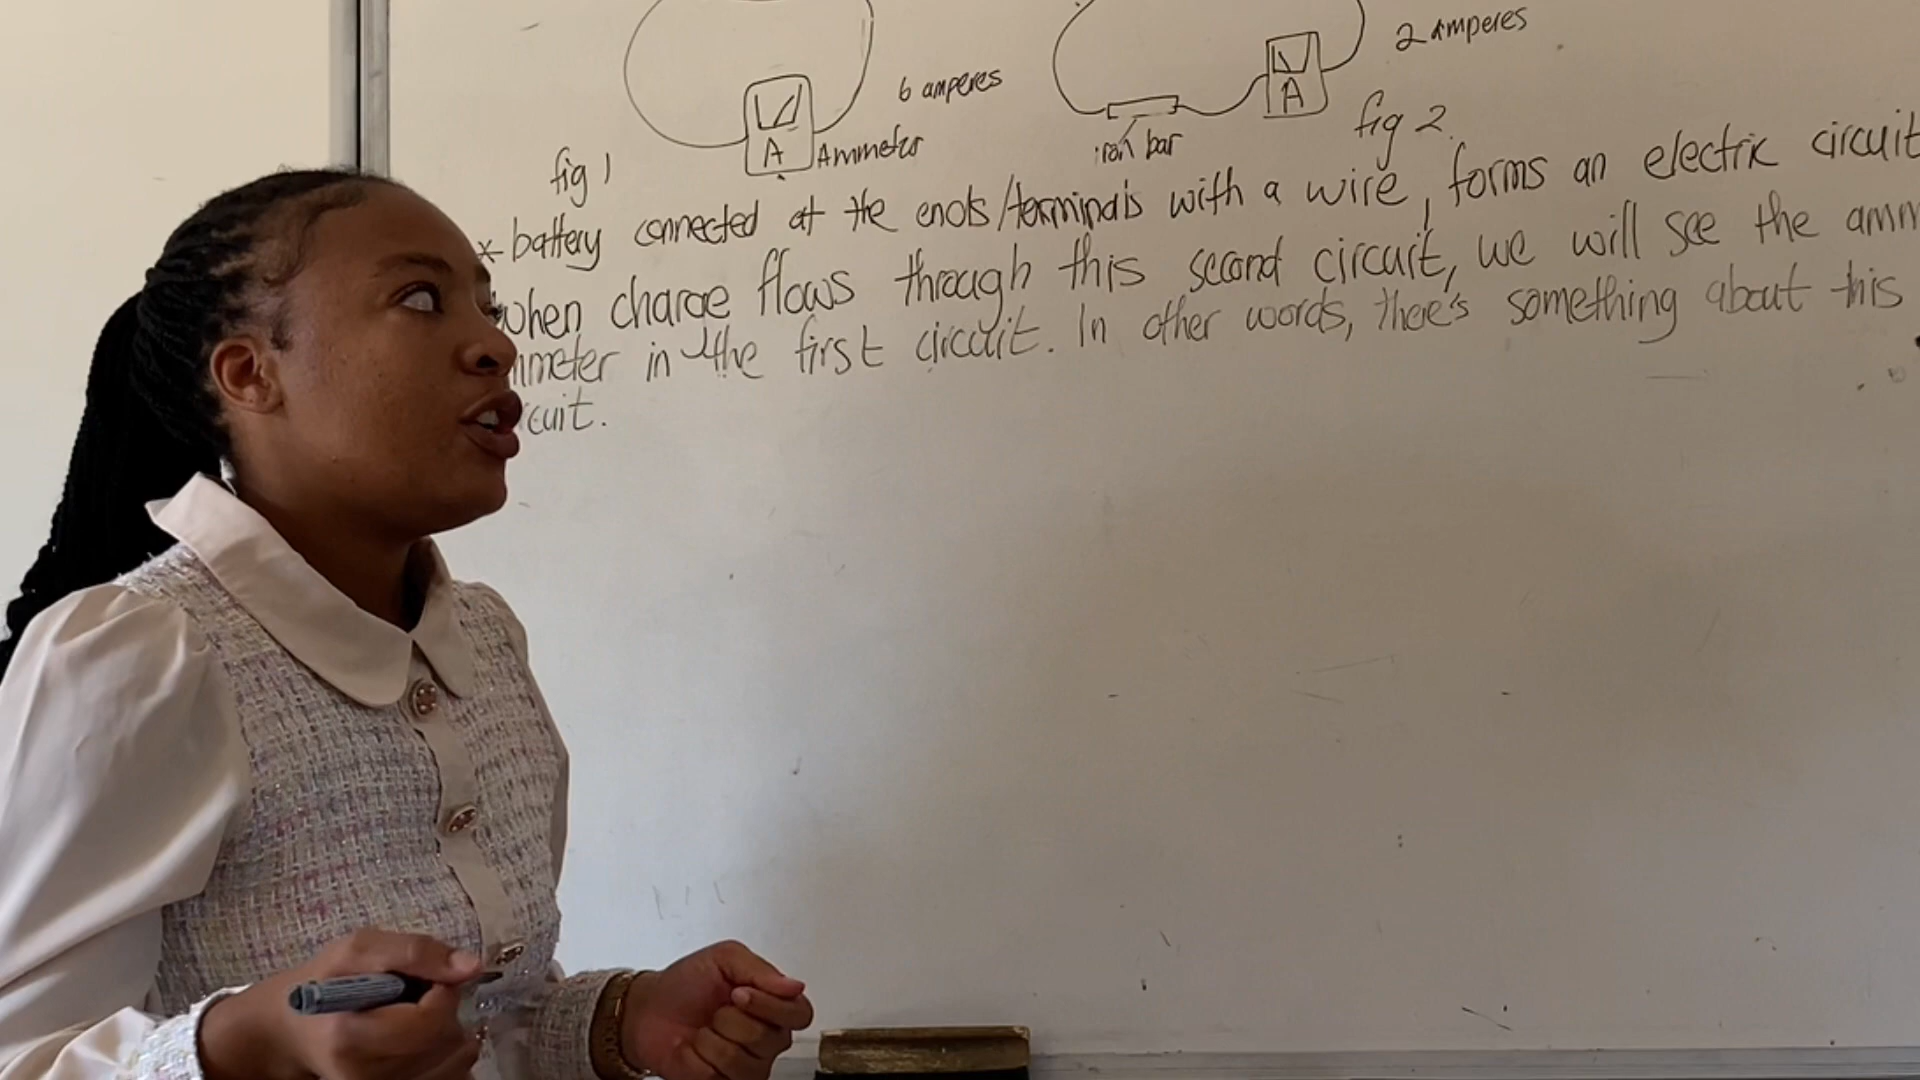 6 amperes
2 amperes
A
Ammeter
iron bar
A
fig 1
fig 2.
* battery connected at the ends/terminals with a wire, forms an electric circuit
when charge flows through this second circuit, we will see the amm
meter in the first circuit. In other words, there's something about this
cuit.